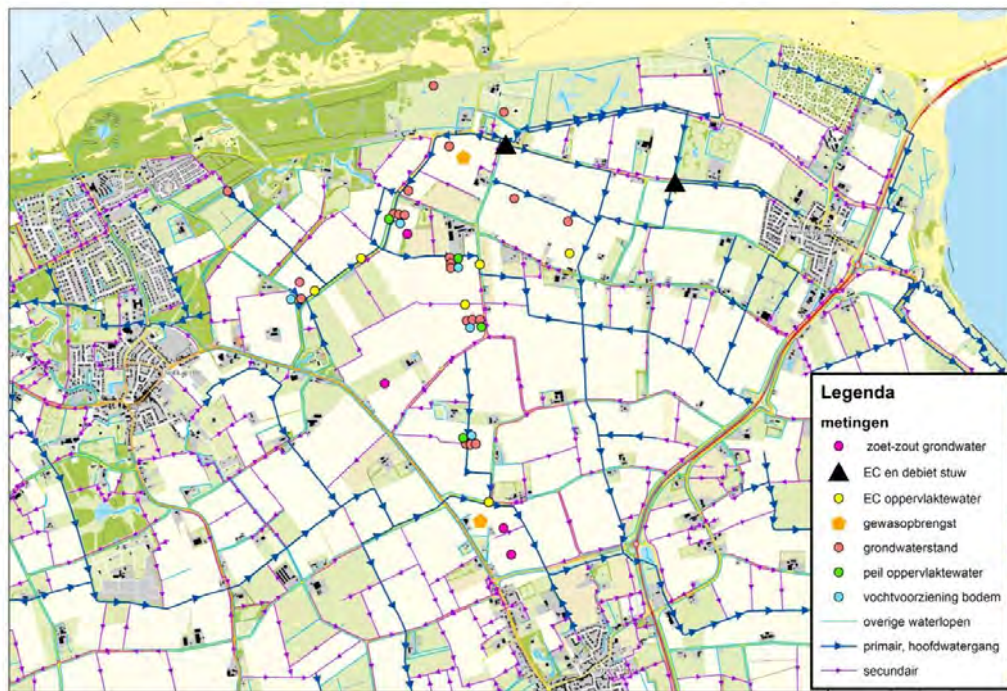 Legenda
metingen
zoet-zout grondwater
EC en debiet stuw
EC oppervlaktewater
gewasopbrengst
grondwaterstand
peil oppervlaktewater
vochtvoorziening bodem
overige waterlopen
primair, hoofdwatergang
secundair